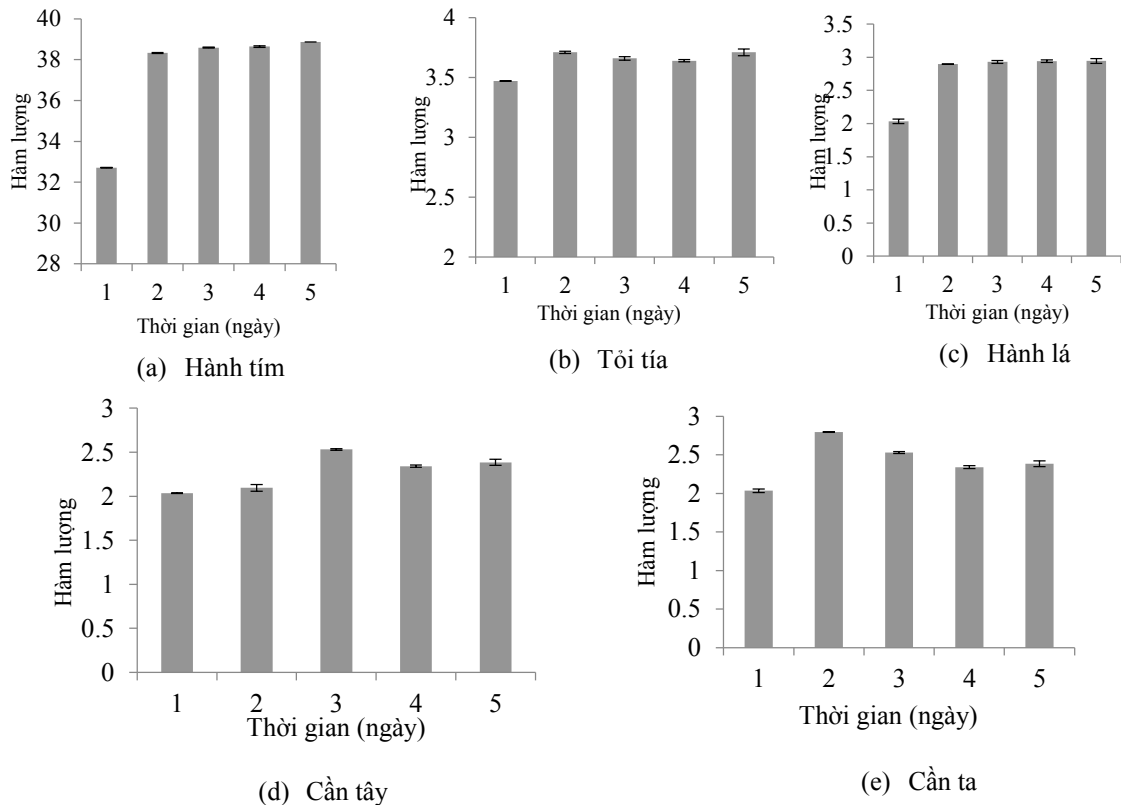 40
38
36
34
32
30
28
Hàm lượng
1 2 3 4 5
Thời gian (ngày)
(a) Hành tím
4
3.5
3
2.5
2
Hàm lượng
1 2 3 4 5
Thời gian (ngày)
(b) Tỏi tía
3.5
3
2.5
2
1.5
1
0.5
0
Hàm lượng
1 2 3 4 5
Thời gian (ngày)
(c) Hành lá
3
2.5
2
1.5
1
0.5
0
Hàm lượng
1 2 3 4 5
Thời gian (ngày)
(d) Cần tây
3
2.5
2
1.5
1
0.5
0
Hàm lượng
1 2 3 4 5
Thời gian (ngày)
(e) Cần ta